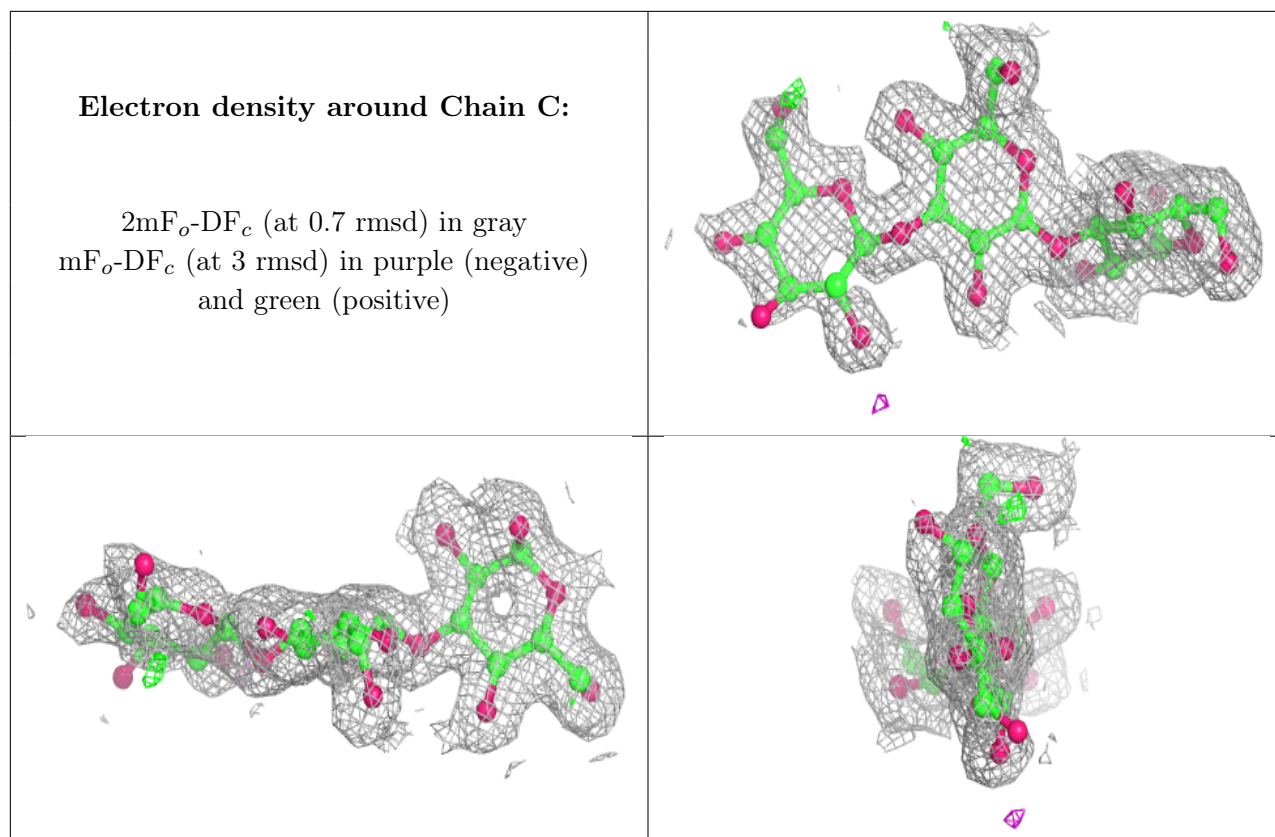 Electron density around Chain C:
2mFo-DFc (at 0.7 rmsd) in gray
mFo-DFc (at 3 rmsd) in purple (negative)
and green (positive)